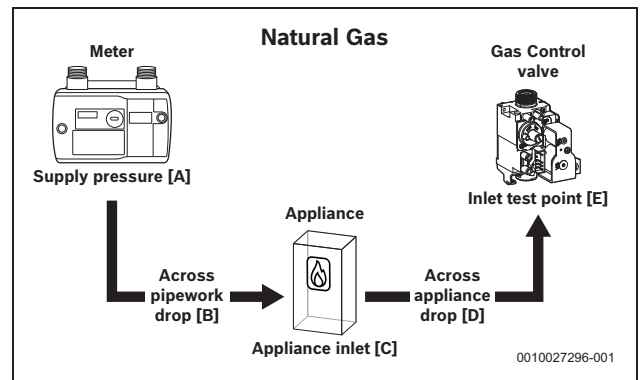 Natural Gas
Meter
Supply pressure [A]
Across
pipework
drop [B]
Appliance
Appliance inlet [C]
Across
appliance
drop [D]
Gas Control
valve
Inlet test point [E]
0010027296-001